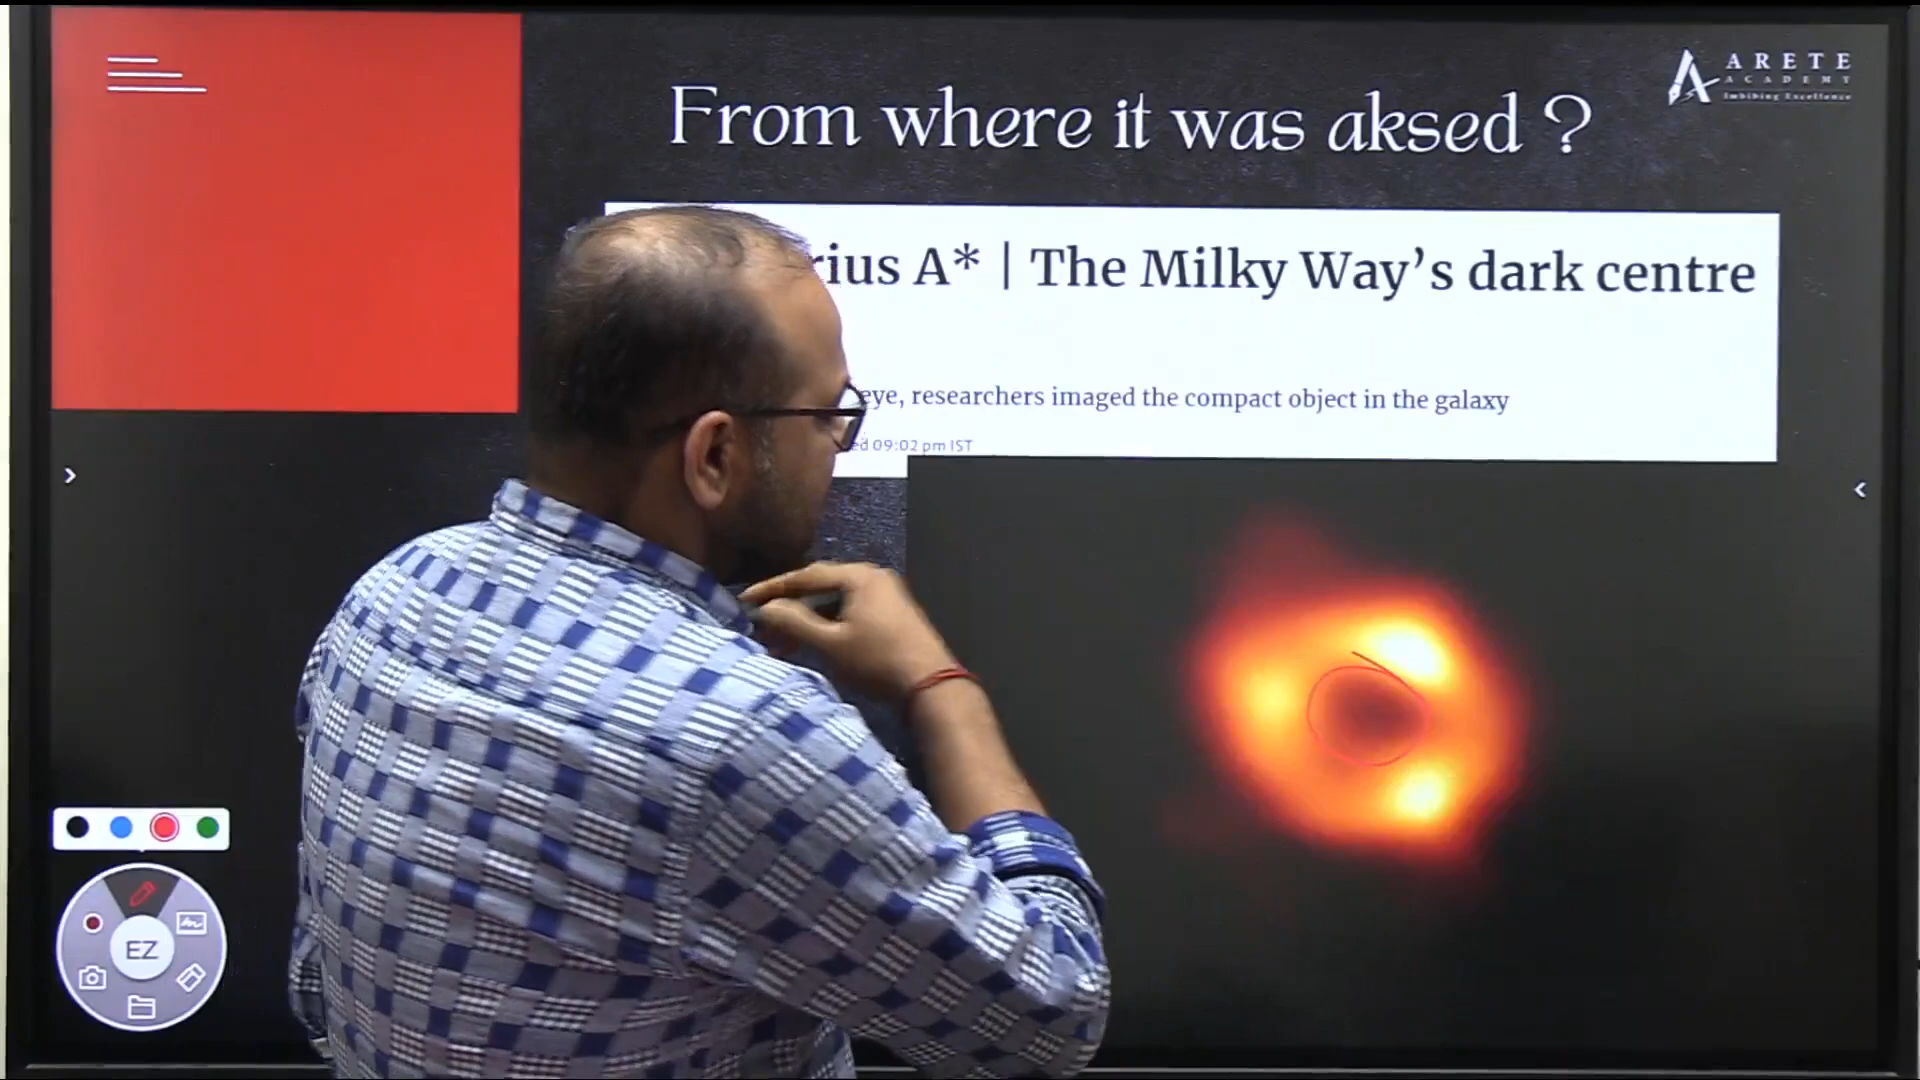 ARETE
ACADEMY
Imbibing Excellence
From where it was aksed ?
rius A* | The Milky Way's dark centre
eye, researchers imaged the compact object in the galaxy
ed 09:02 pm IST
EZ